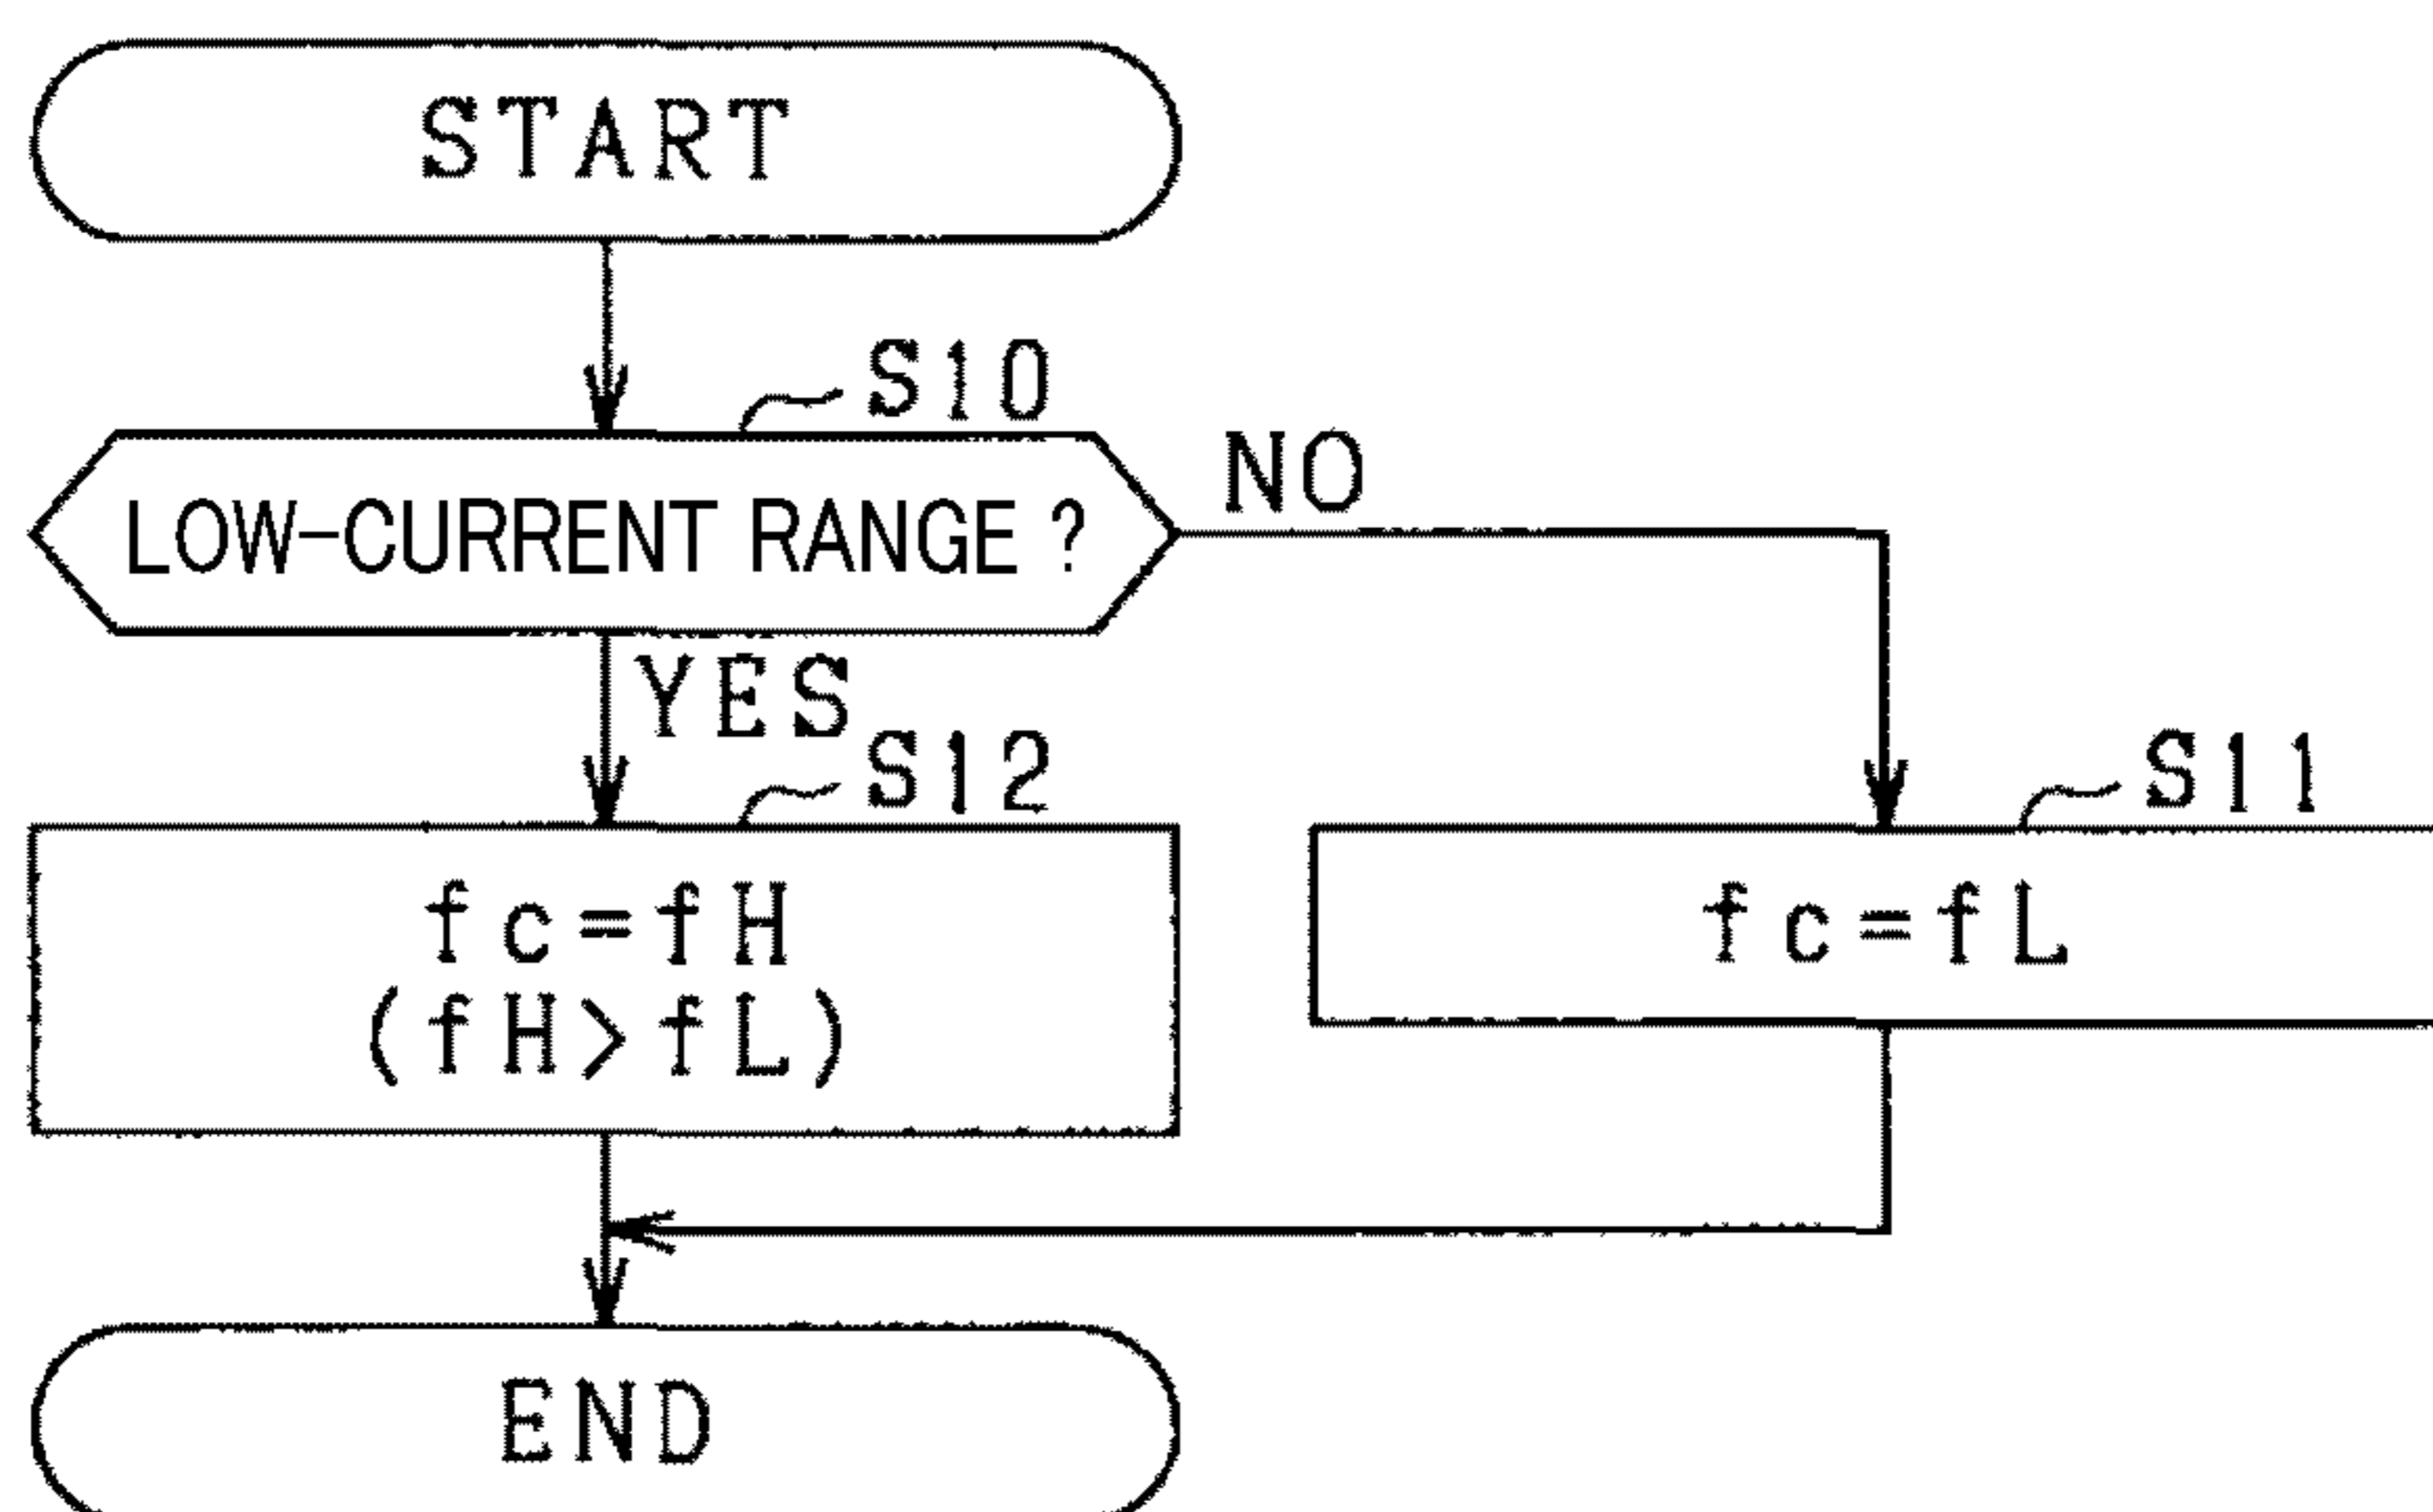 START
S10
LOW-CURRENT RANGE ?
NO
YES
S12
S11
fc=fH
(fH>fL)
fc=fL
END